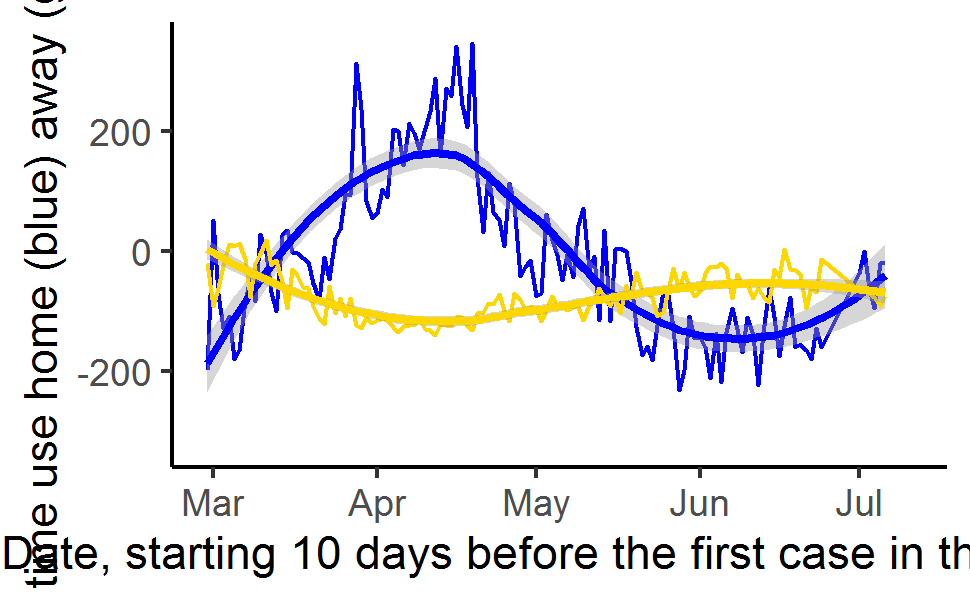 time use home (blue) away (
200
0
-200
Mar Apr May Jun Jul
Date, starting 10 days before the first case in th